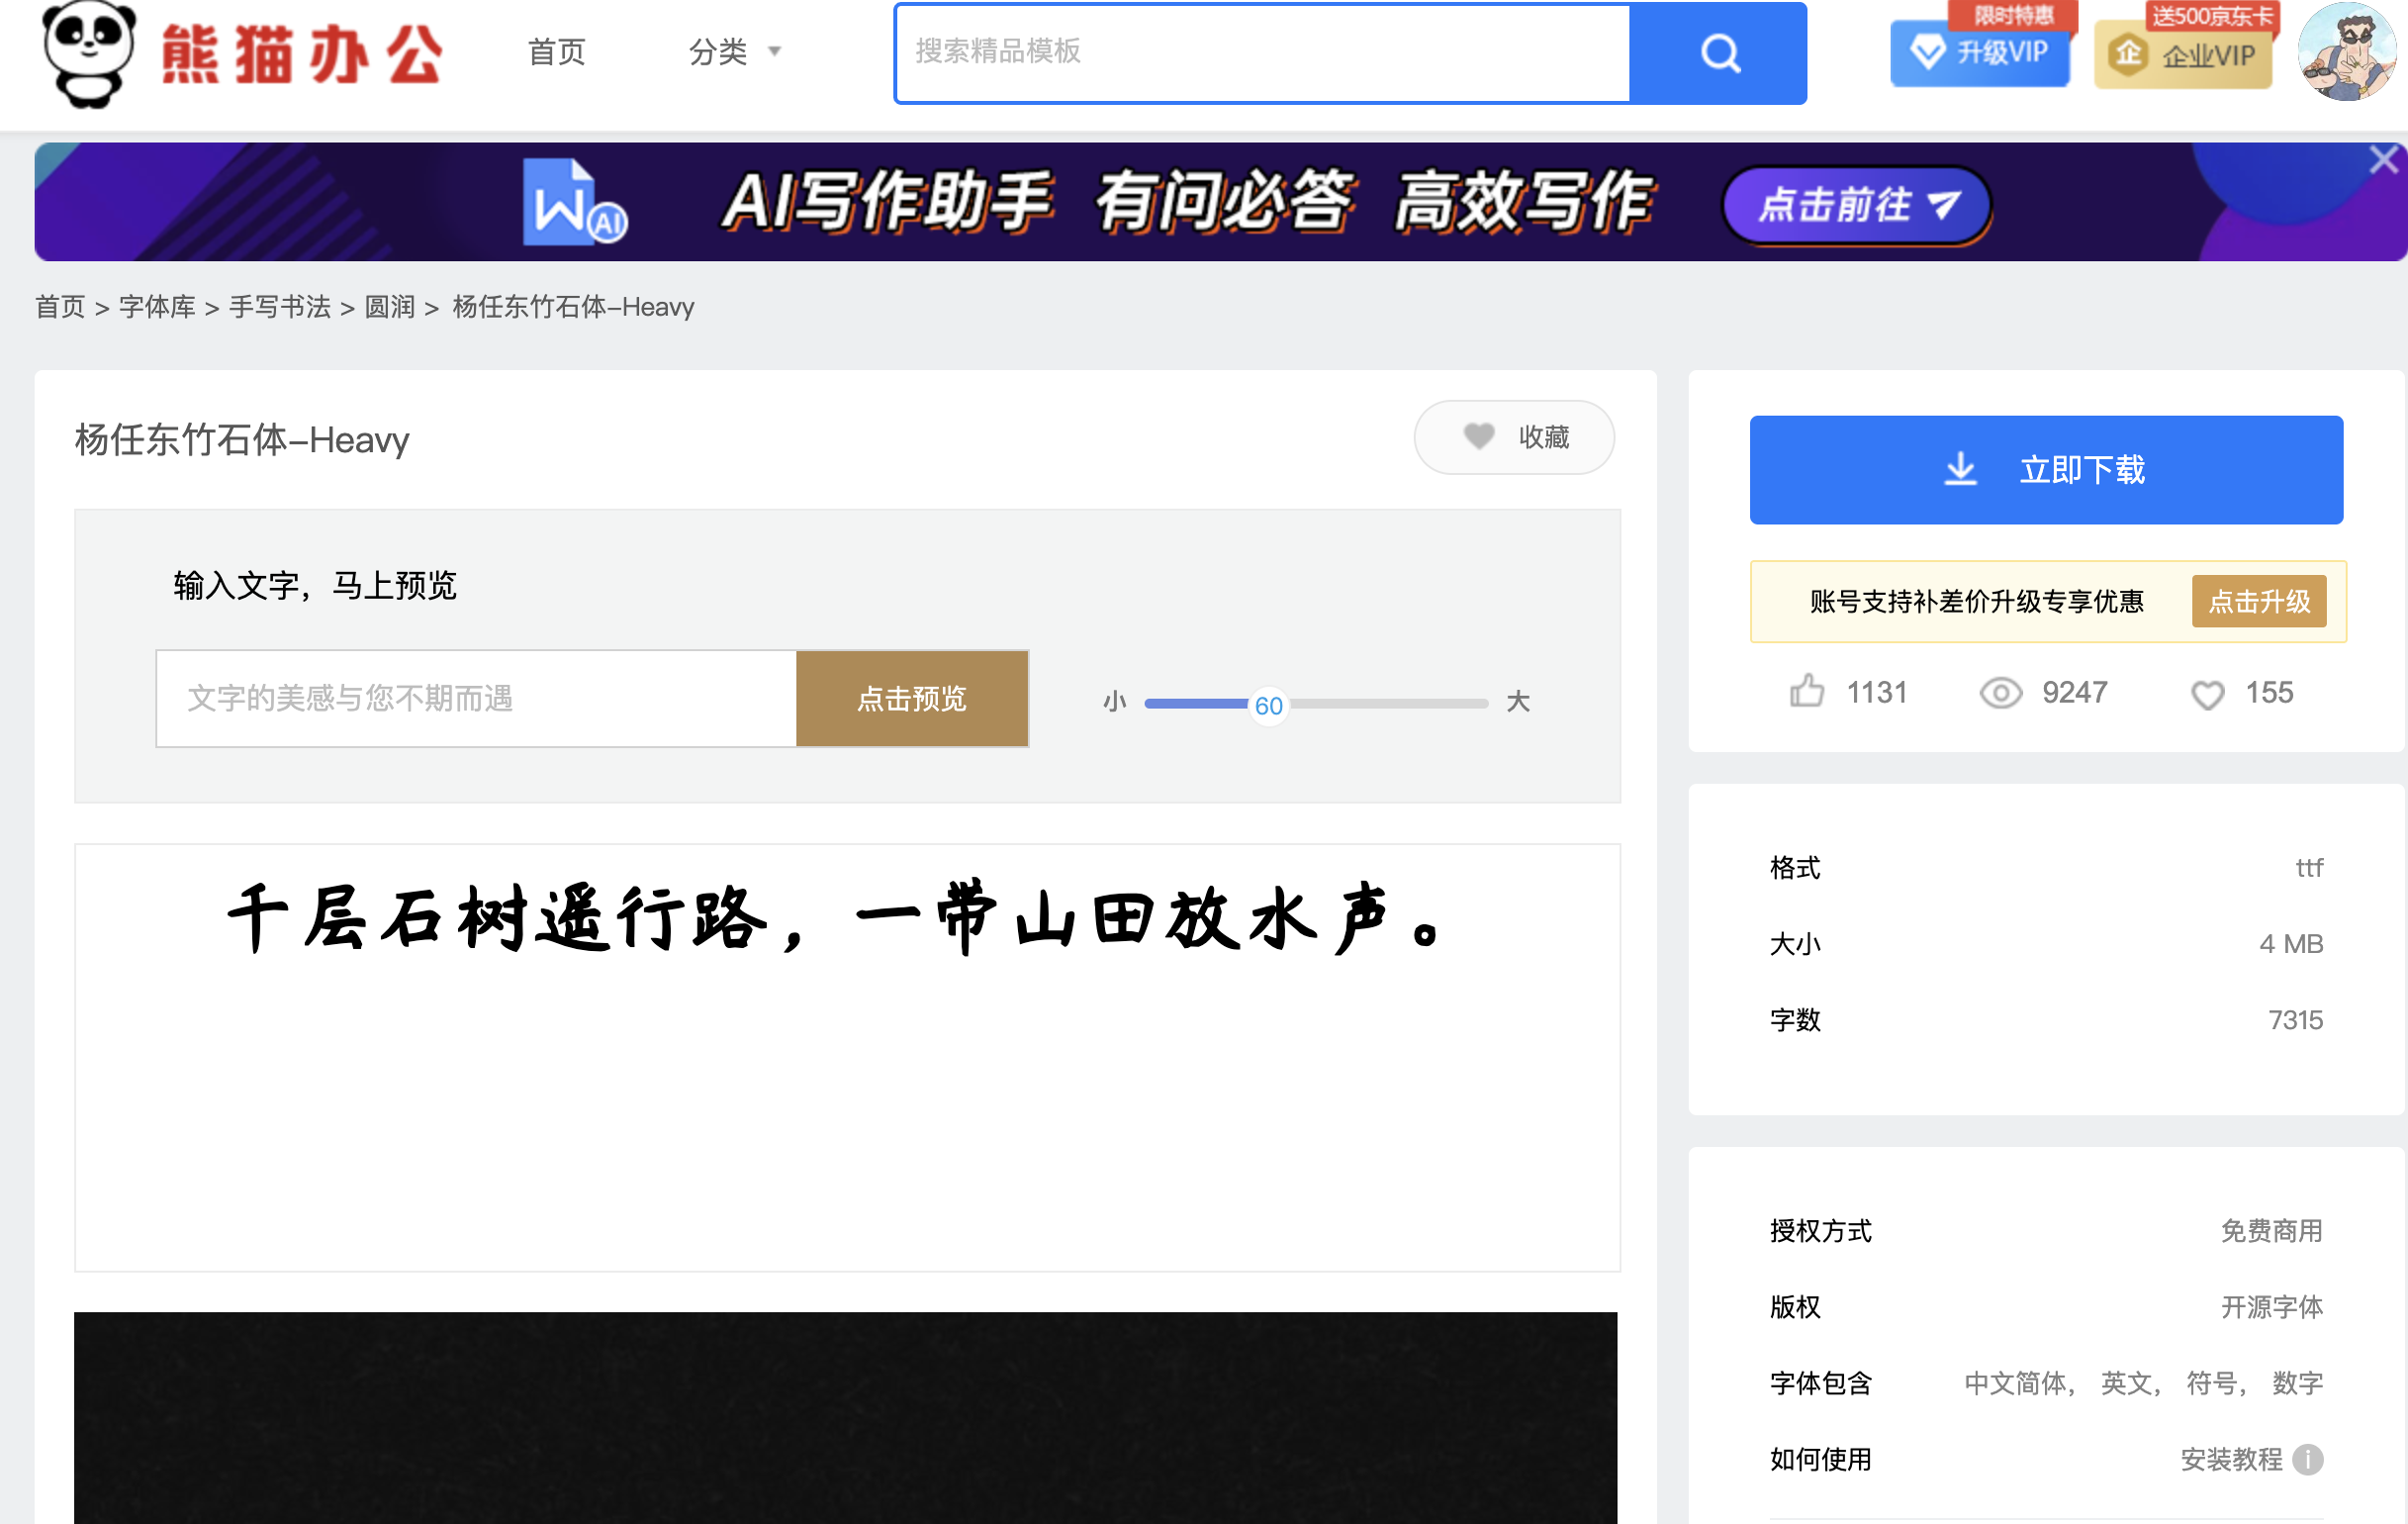 熊猫办公
首页
分类
搜索精品模板
限时特惠
升级VIP
送500京东卡
企 企业VIP
W AI
AI写作助手 有问必答 高效写作
点击前往
首页 > 字体库 > 手写书法 > 圆润 > 杨任东竹石体-Heavy
杨任东竹石体-Heavy
收藏
输入文字，马上预览
文字的美感与您不期而遇
点击预览
小 60 大
千层石树遥行路，一带山田放水声。
立即下载
账号支持补差价升级专享优惠 点击升级
1131 9247 155
格式 ttf
大小 4 MB
字数 7315
授权方式 免费商用
版权 开源字体
字体包含 中文简体， 英文， 符号， 数字
如何使用 安装教程 i